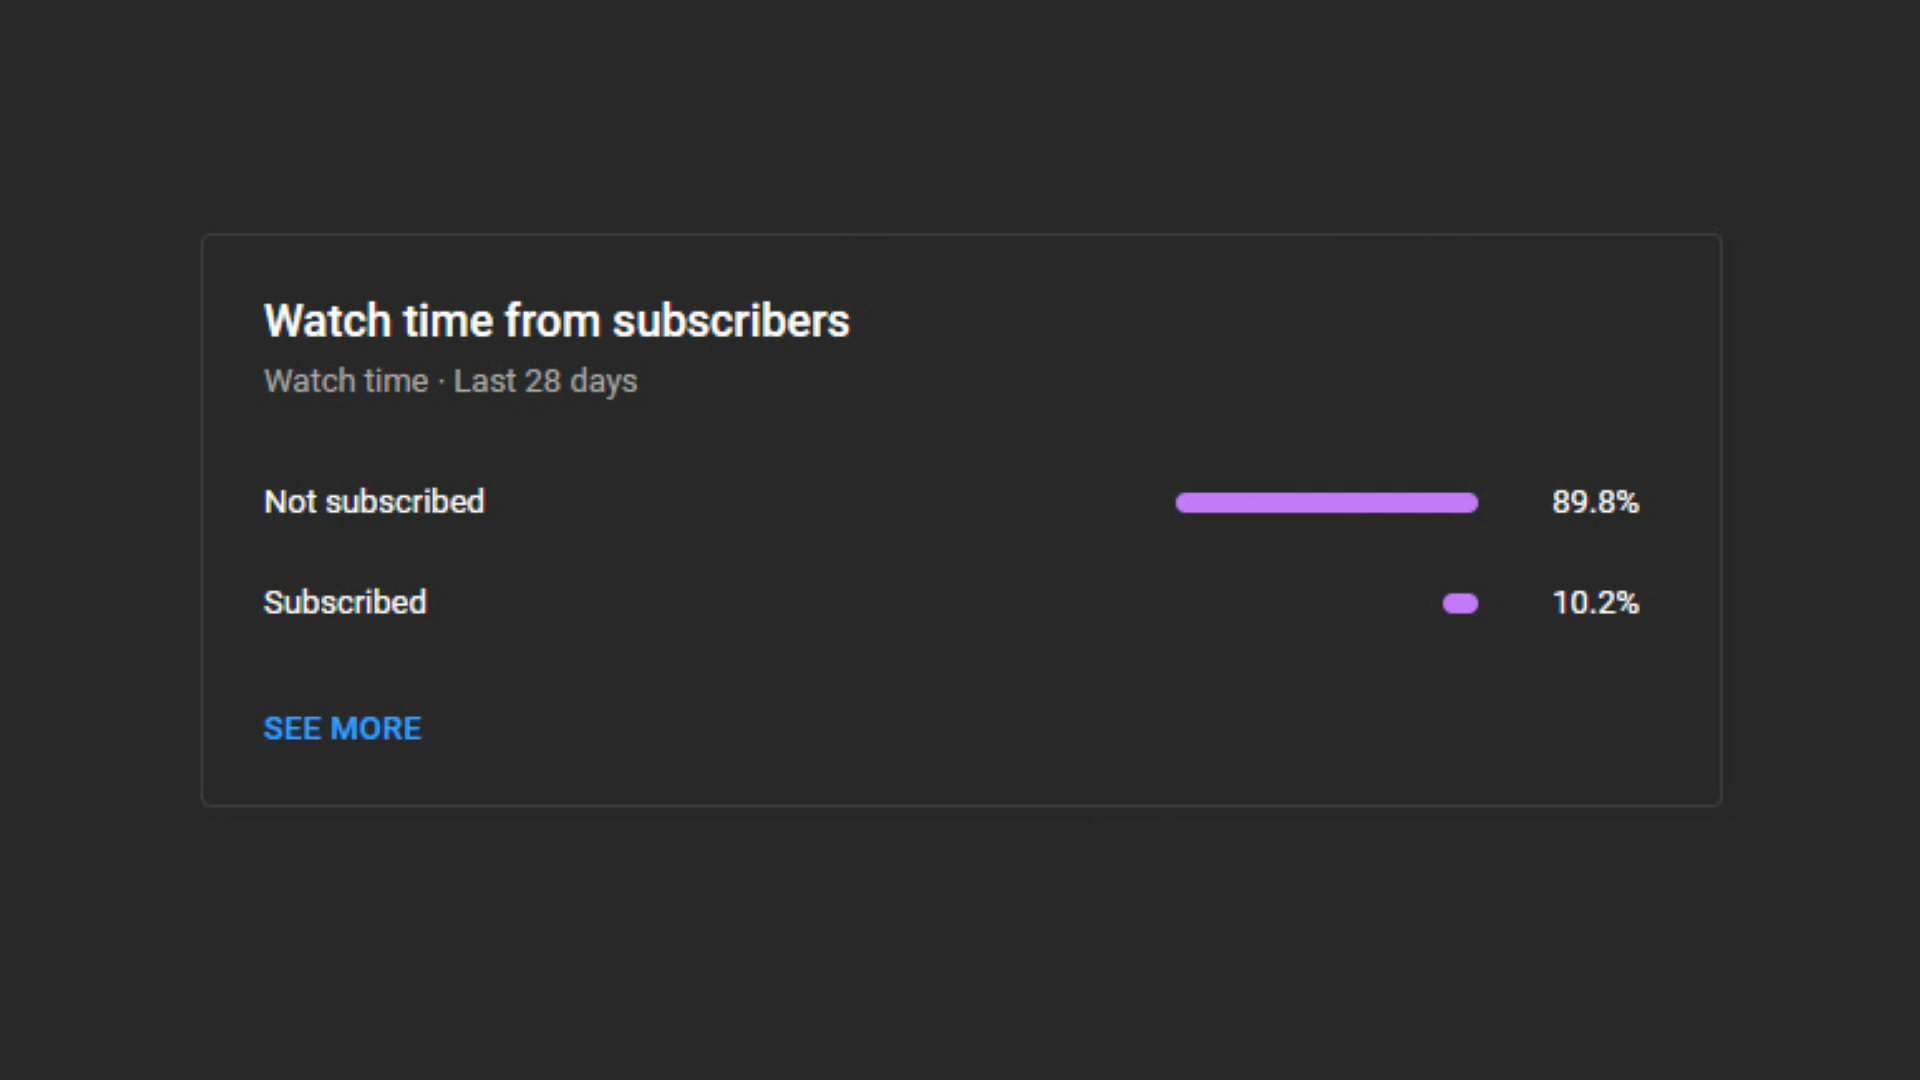 Watch time from subscribers
Watch time · Last 28 days
Not subscribed 89.8%
Subscribed 10.2%
SEE MORE